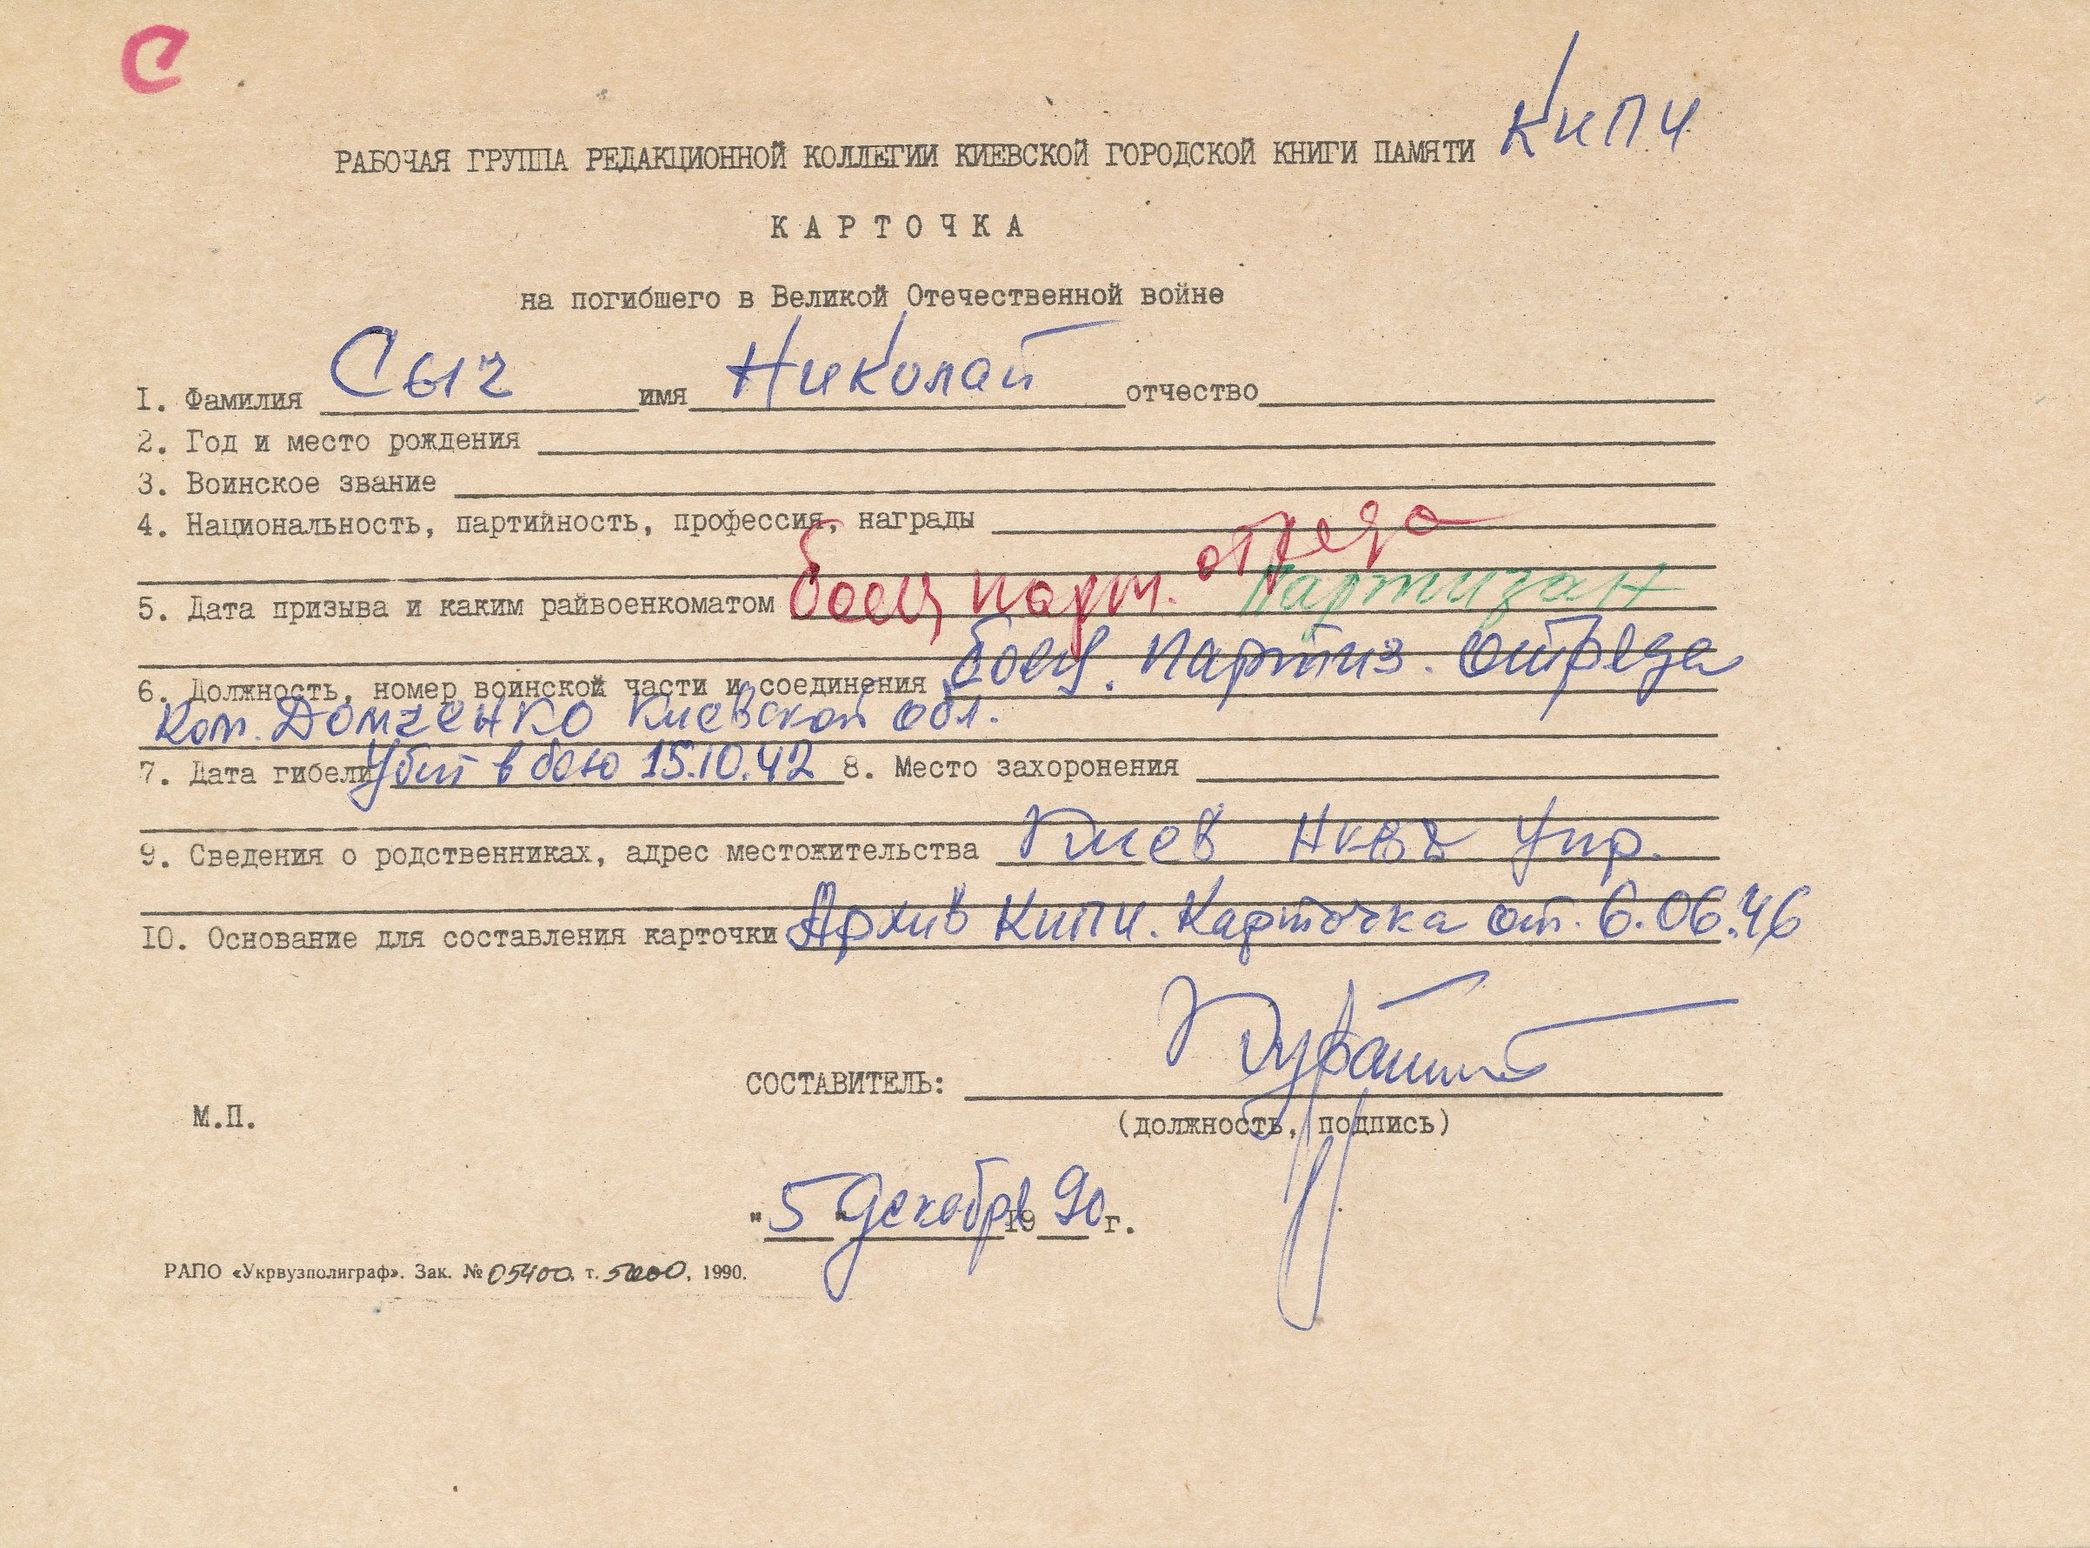 С
КИПИ
РАБОЧАЯ ГРУППА РЕДАКЦИОННОЙ КОЛЛЕГИИ КИЕВСКОЙ ГОРОДСКОЙ КНИГИ ПАМЯТИ
КАРТОЧКА
на погибшего в Великой Отечественной войне
I. Фамилия Сыч имя Николай отчество
2. Год и место рождения
3. Воинское звание
4. Национальность, партийность, профессия, награды
отряда
5. Дата призыва и каким райвоенкоматом боец парт. Партизан
6. Должность, номер воинской части и соединения боец. партиз. отряда
Ком. Домченко Киевской обл.
7. Дата гибели Убит в бою 15.10.42 8. Место захоронения
9. Сведения о родственниках, адрес местожительства Киев Упр.
10. Основание для составления карточки Архив КИПИ. Карточка от. 6.06.46
СОСТАВИТЕЛЬ:
М.П.
(должность, подпись)
"5" декабря 1990 г.
РАПО «Укрвузполиграф». Зак. № 05400. т. 5000, 1990.